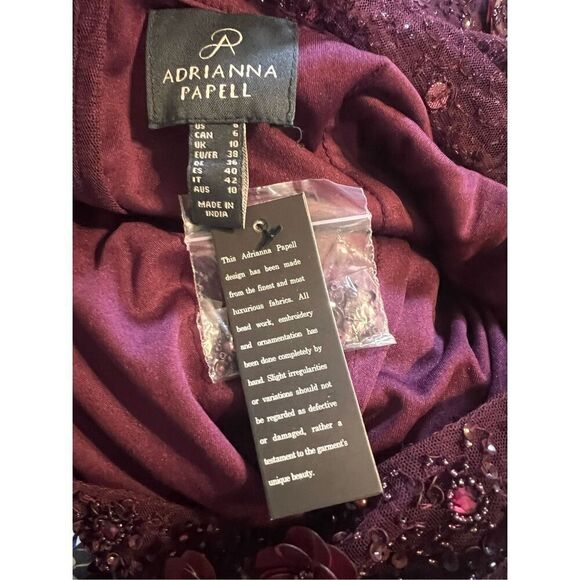 ADRIANNA
PAPELL
US 6
CAN 6
UK 10
EU/FR 38
DE 36
ES 40
IT 42
AUS 10
MADE IN
INDIA
This Adrianna Papell
design has been made
from the finest and most
luxurious fabrics. All
bead work, embroidery
and ornamentation has
been done completely by
hand. Slight irregularities
or variations should not
be regarded as defective
or damaged, rather a
testament to the garment's
unique beauty.